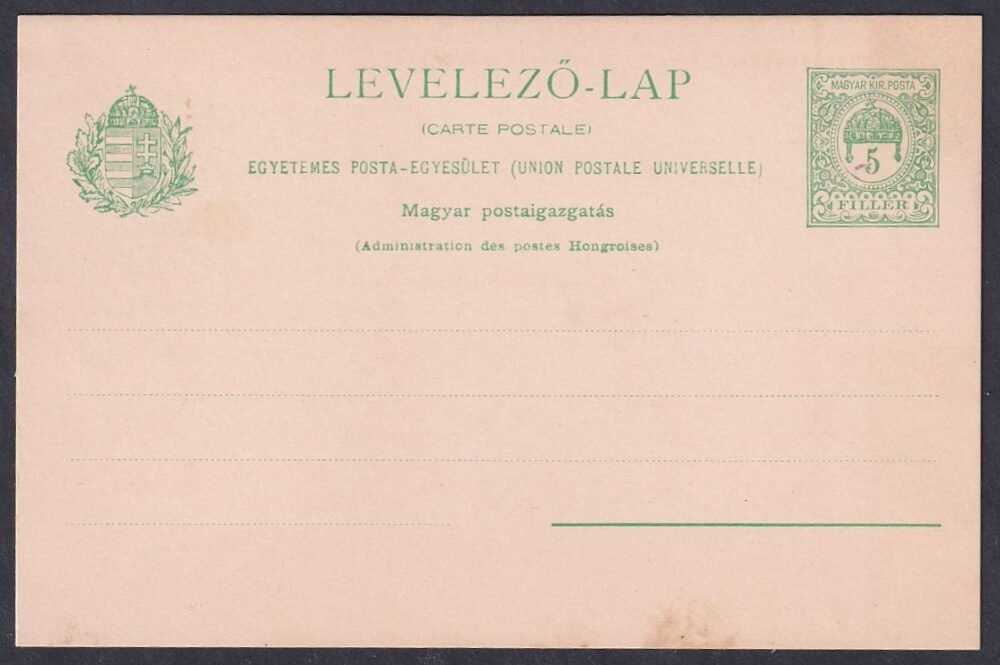 LEVELEZŐ-LAP
(CARTE POSTALE)
EGYETEMES POSTA-EGYESÜLET (UNION POSTALE UNIVERSELLE)
Magyar postaigazgatás
(Administration des postes Hongroises)
MAGYAR KIR. POSTA
5
FILLÉR